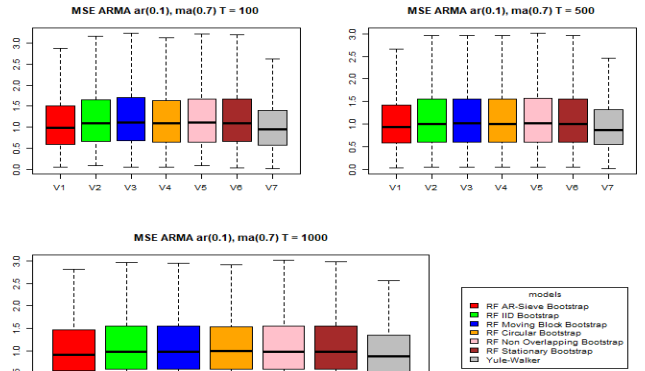 MSE ARMA ar(0.1), ma(0.7) T = 100
3.0
2.5
2.0
1.5
1.0
0.5
0.0
V1 V2 V3 V4 V5 V6 V7
MSE ARMA ar(0.1), ma(0.7) T = 500
3.0
2.5
2.0
1.5
1.0
0.5
0.0
V1 V2 V3 V4 V5 V6 V7
MSE ARMA ar(0.1), ma(0.7) T = 1000
3.0
2.5
2.0
1.5
1.0
models
RF AR-Sieve Bootstrap
RF IID Bootstrap
RF Moving Block Bootstrap
RF Circular Bootstrap
RF Non Overlapping Bootstrap
RF Stationary Bootstrap
Yule-Walker